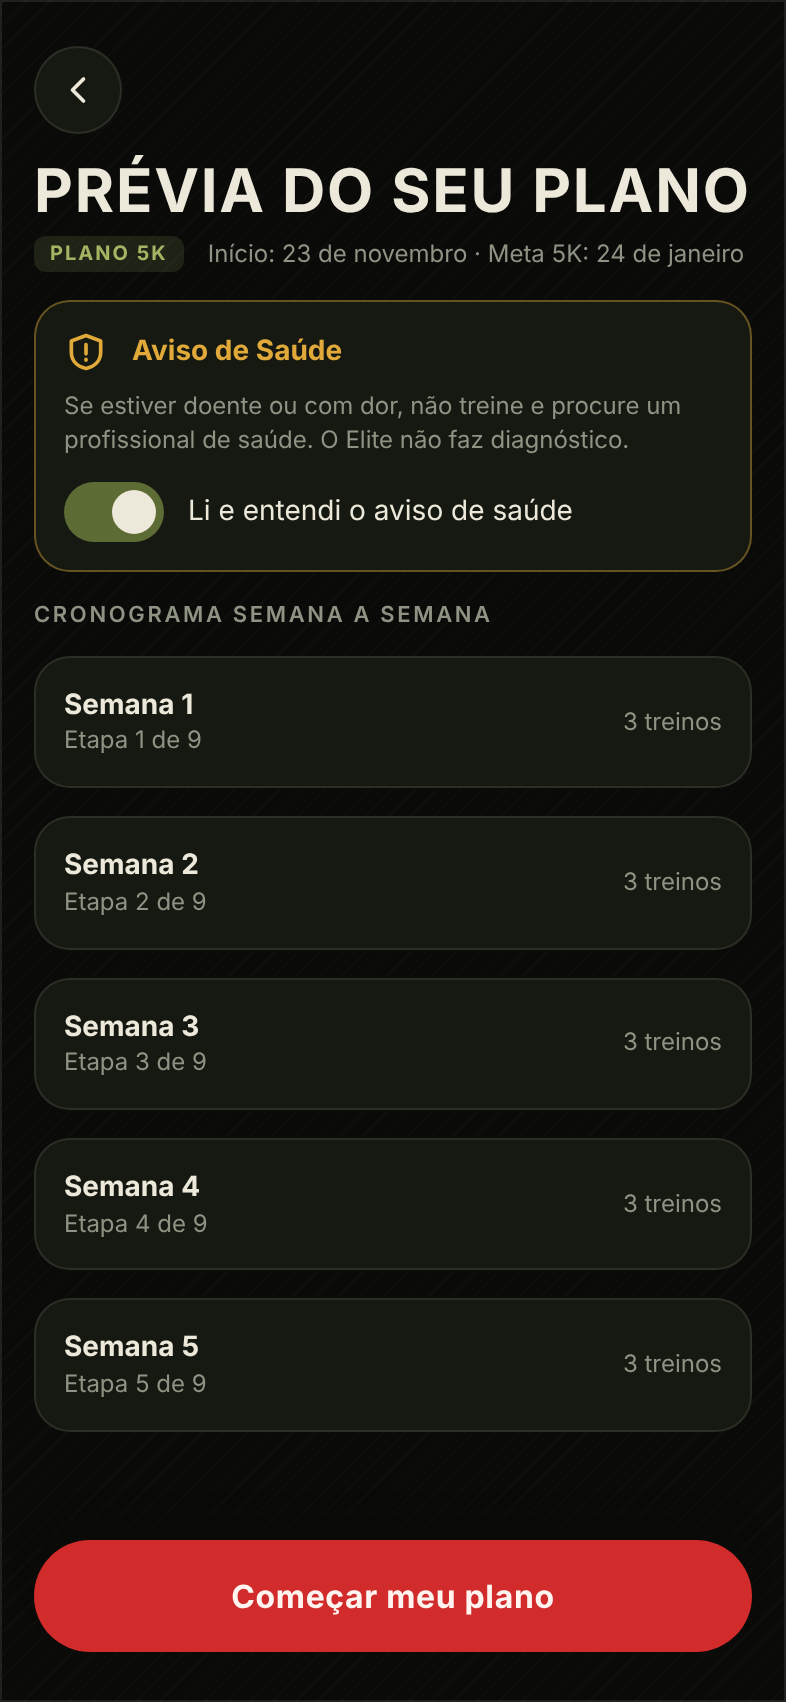 PRÉVIA DO SEU PLANO
PLANO 5K
Início: 23 de novembro · Meta 5K: 24 de janeiro
Aviso de Saúde
Se estiver doente ou com dor, não treine e procure um
profissional de saúde. O Elite não faz diagnóstico.
Li e entendi o aviso de saúde
CRONOGRAMA SEMANA A SEMANA
Semana 1
Etapa 1 de 9
3 treinos
Semana 2
Etapa 2 de 9
3 treinos
Semana 3
Etapa 3 de 9
3 treinos
Semana 4
Etapa 4 de 9
3 treinos
Semana 5
Etapa 5 de 9
3 treinos
Começar meu plano